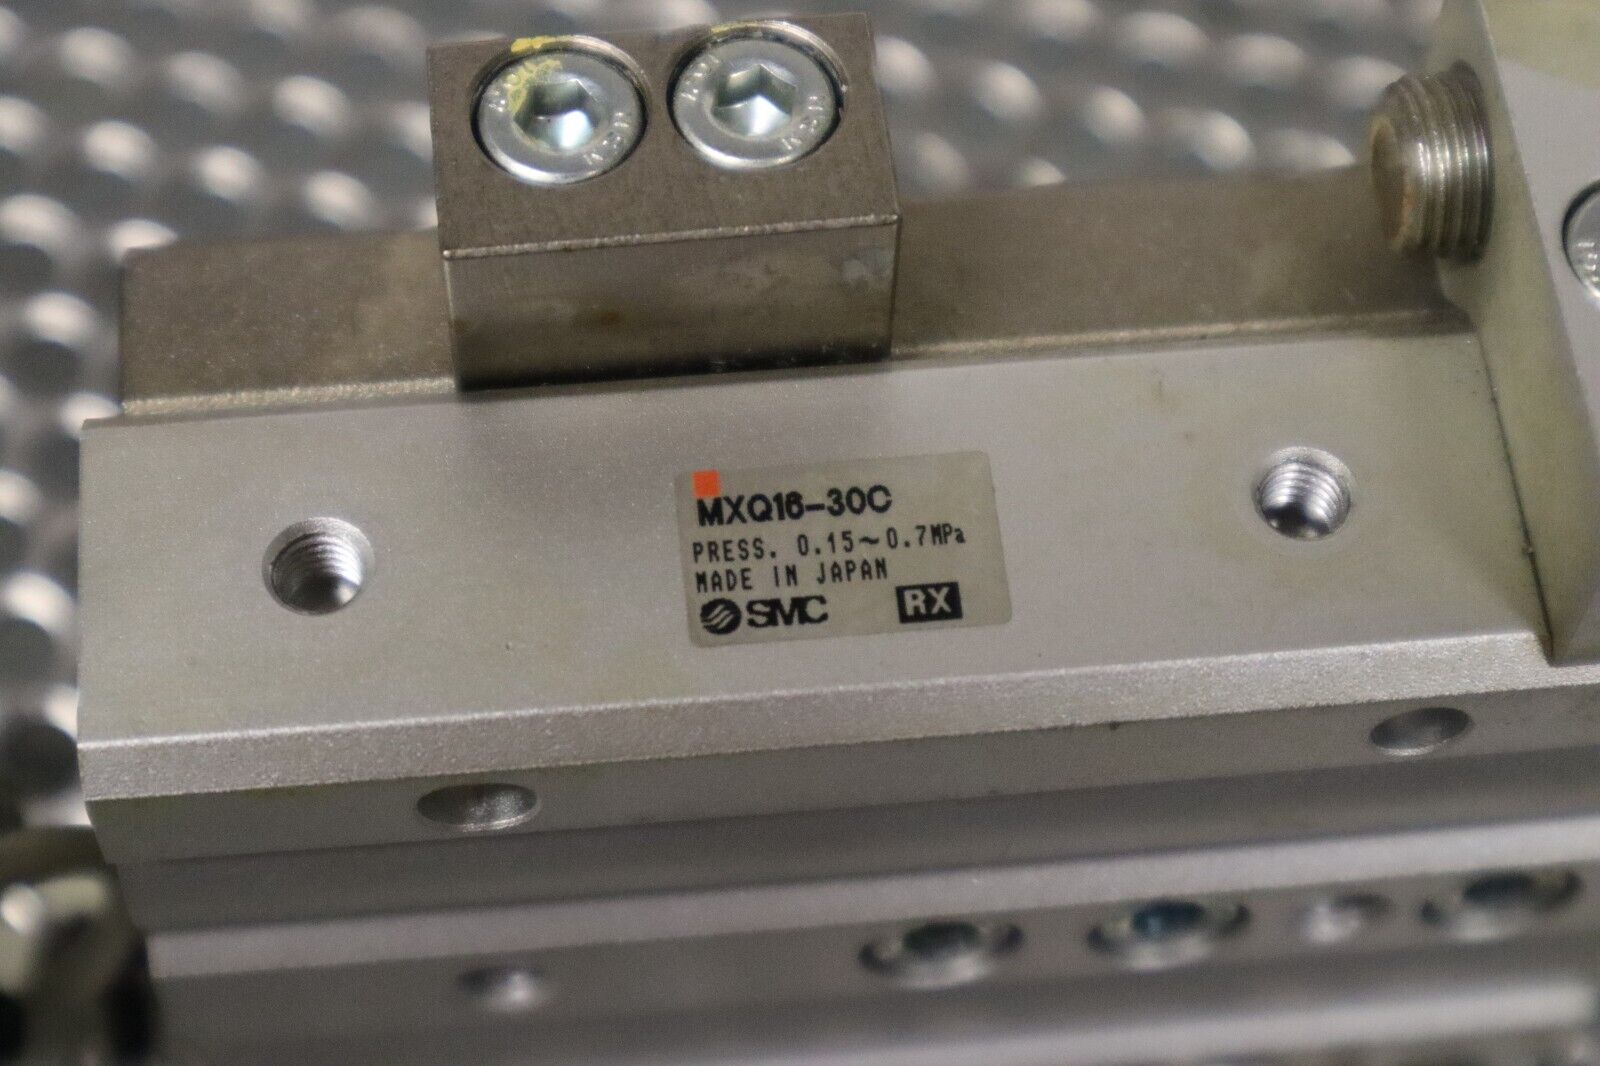 MXQ16-30C
PRESS. 0.15~0.7MPa
MADE IN JAPAN
SMC RX